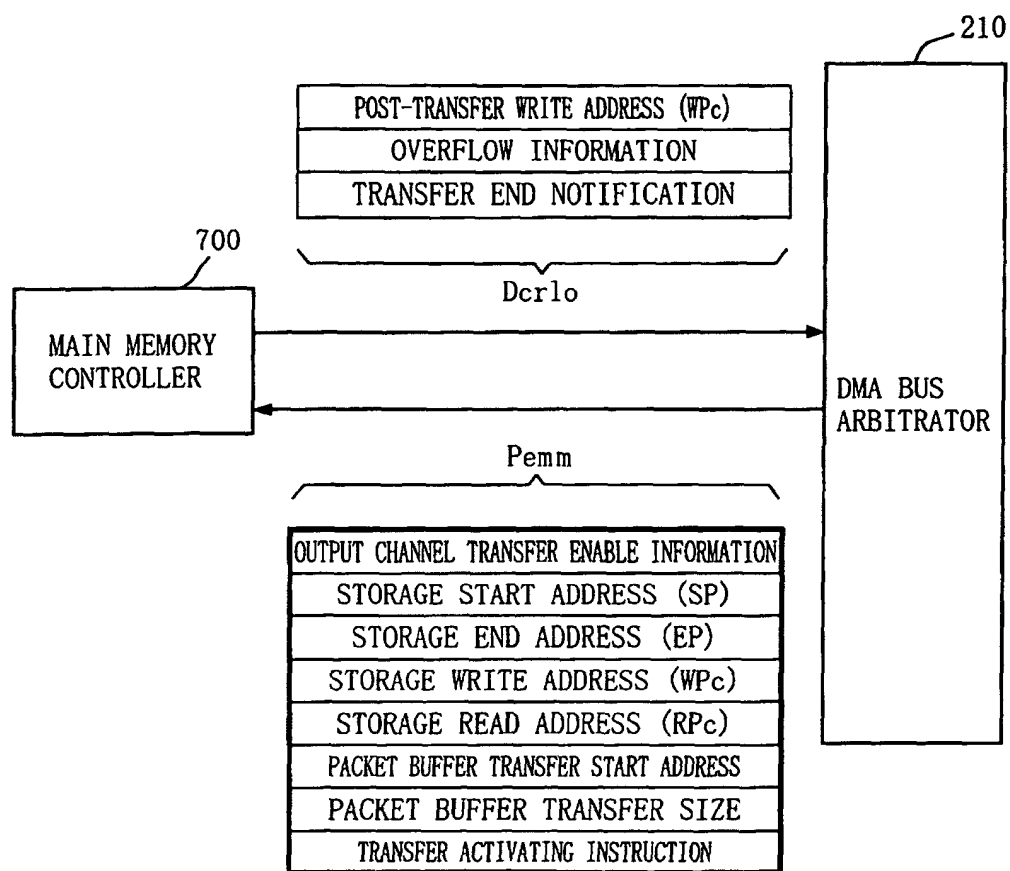 210
POST-TRANSFER WRITE ADDRESS (WPc)
OVERFLOW INFORMATION
TRANSFER END NOTIFICATION
700
Dcrlo
MAIN MEMORY
CONTROLLER
DMA BUS
ARBITRATOR
Pemm
OUTPUT CHANNEL TRANSFER ENABLE INFORMATION
STORAGE START ADDRESS (SP)
STORAGE END ADDRESS (EP)
STORAGE WRITE ADDRESS (WPc)
STORAGE READ ADDRESS (RPc)
PACKET BUFFER TRANSFER START ADDRESS
PACKET BUFFER TRANSFER SIZE
TRANSFER ACTIVATING INSTRUCTION